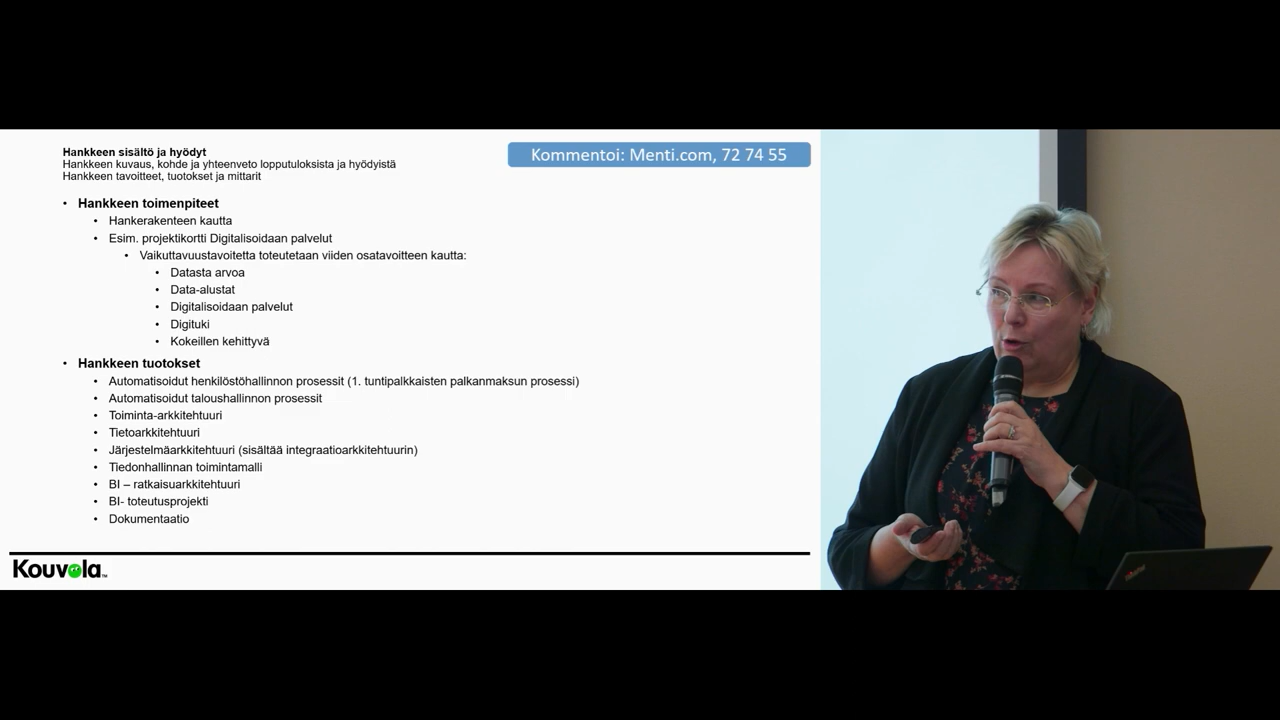 Hankkeen sisältö ja hyödyt
Hankkeen kuvaus, kohde ja yhteenveto lopputuloksista ja hyödyistä
Hankkeen tavoitteet, tuotokset ja mittarit
Kommentoi: Menti.com, 72 74 55
• Hankkeen toimenpiteet
• Hankerakenteen kautta
• Esim. projektikortti Digitalisoidaan palvelut
• Vaikuttavuustavoitetta toteutetaan viiden osatavoitteen kautta:
• Datasta arvoa
• Data-alustat
• Digitalisoidaan palvelut
• Digituki
• Kokeillen kehittyvä
• Hankkeen tuotokset
• Automatisoidut henkilöstöhallinnon prosessit (1. tuntipalkkaisten palkanmaksun prosessi)
• Automatisoidut taloushallinnon prosessit
• Toiminta-arkkitehtuuri
• Tietoarkkitehtuuri
• Järjestelmäarkkitehtuuri (sisältää integraatioarkkitehtuurin)
• Tiedonhallinnan toimintamalli
• BI – ratkaisuarkkitehtuuri
• BI- toteutusprojekti
• Dokumentaatio
Kouvola™
ThinkPad